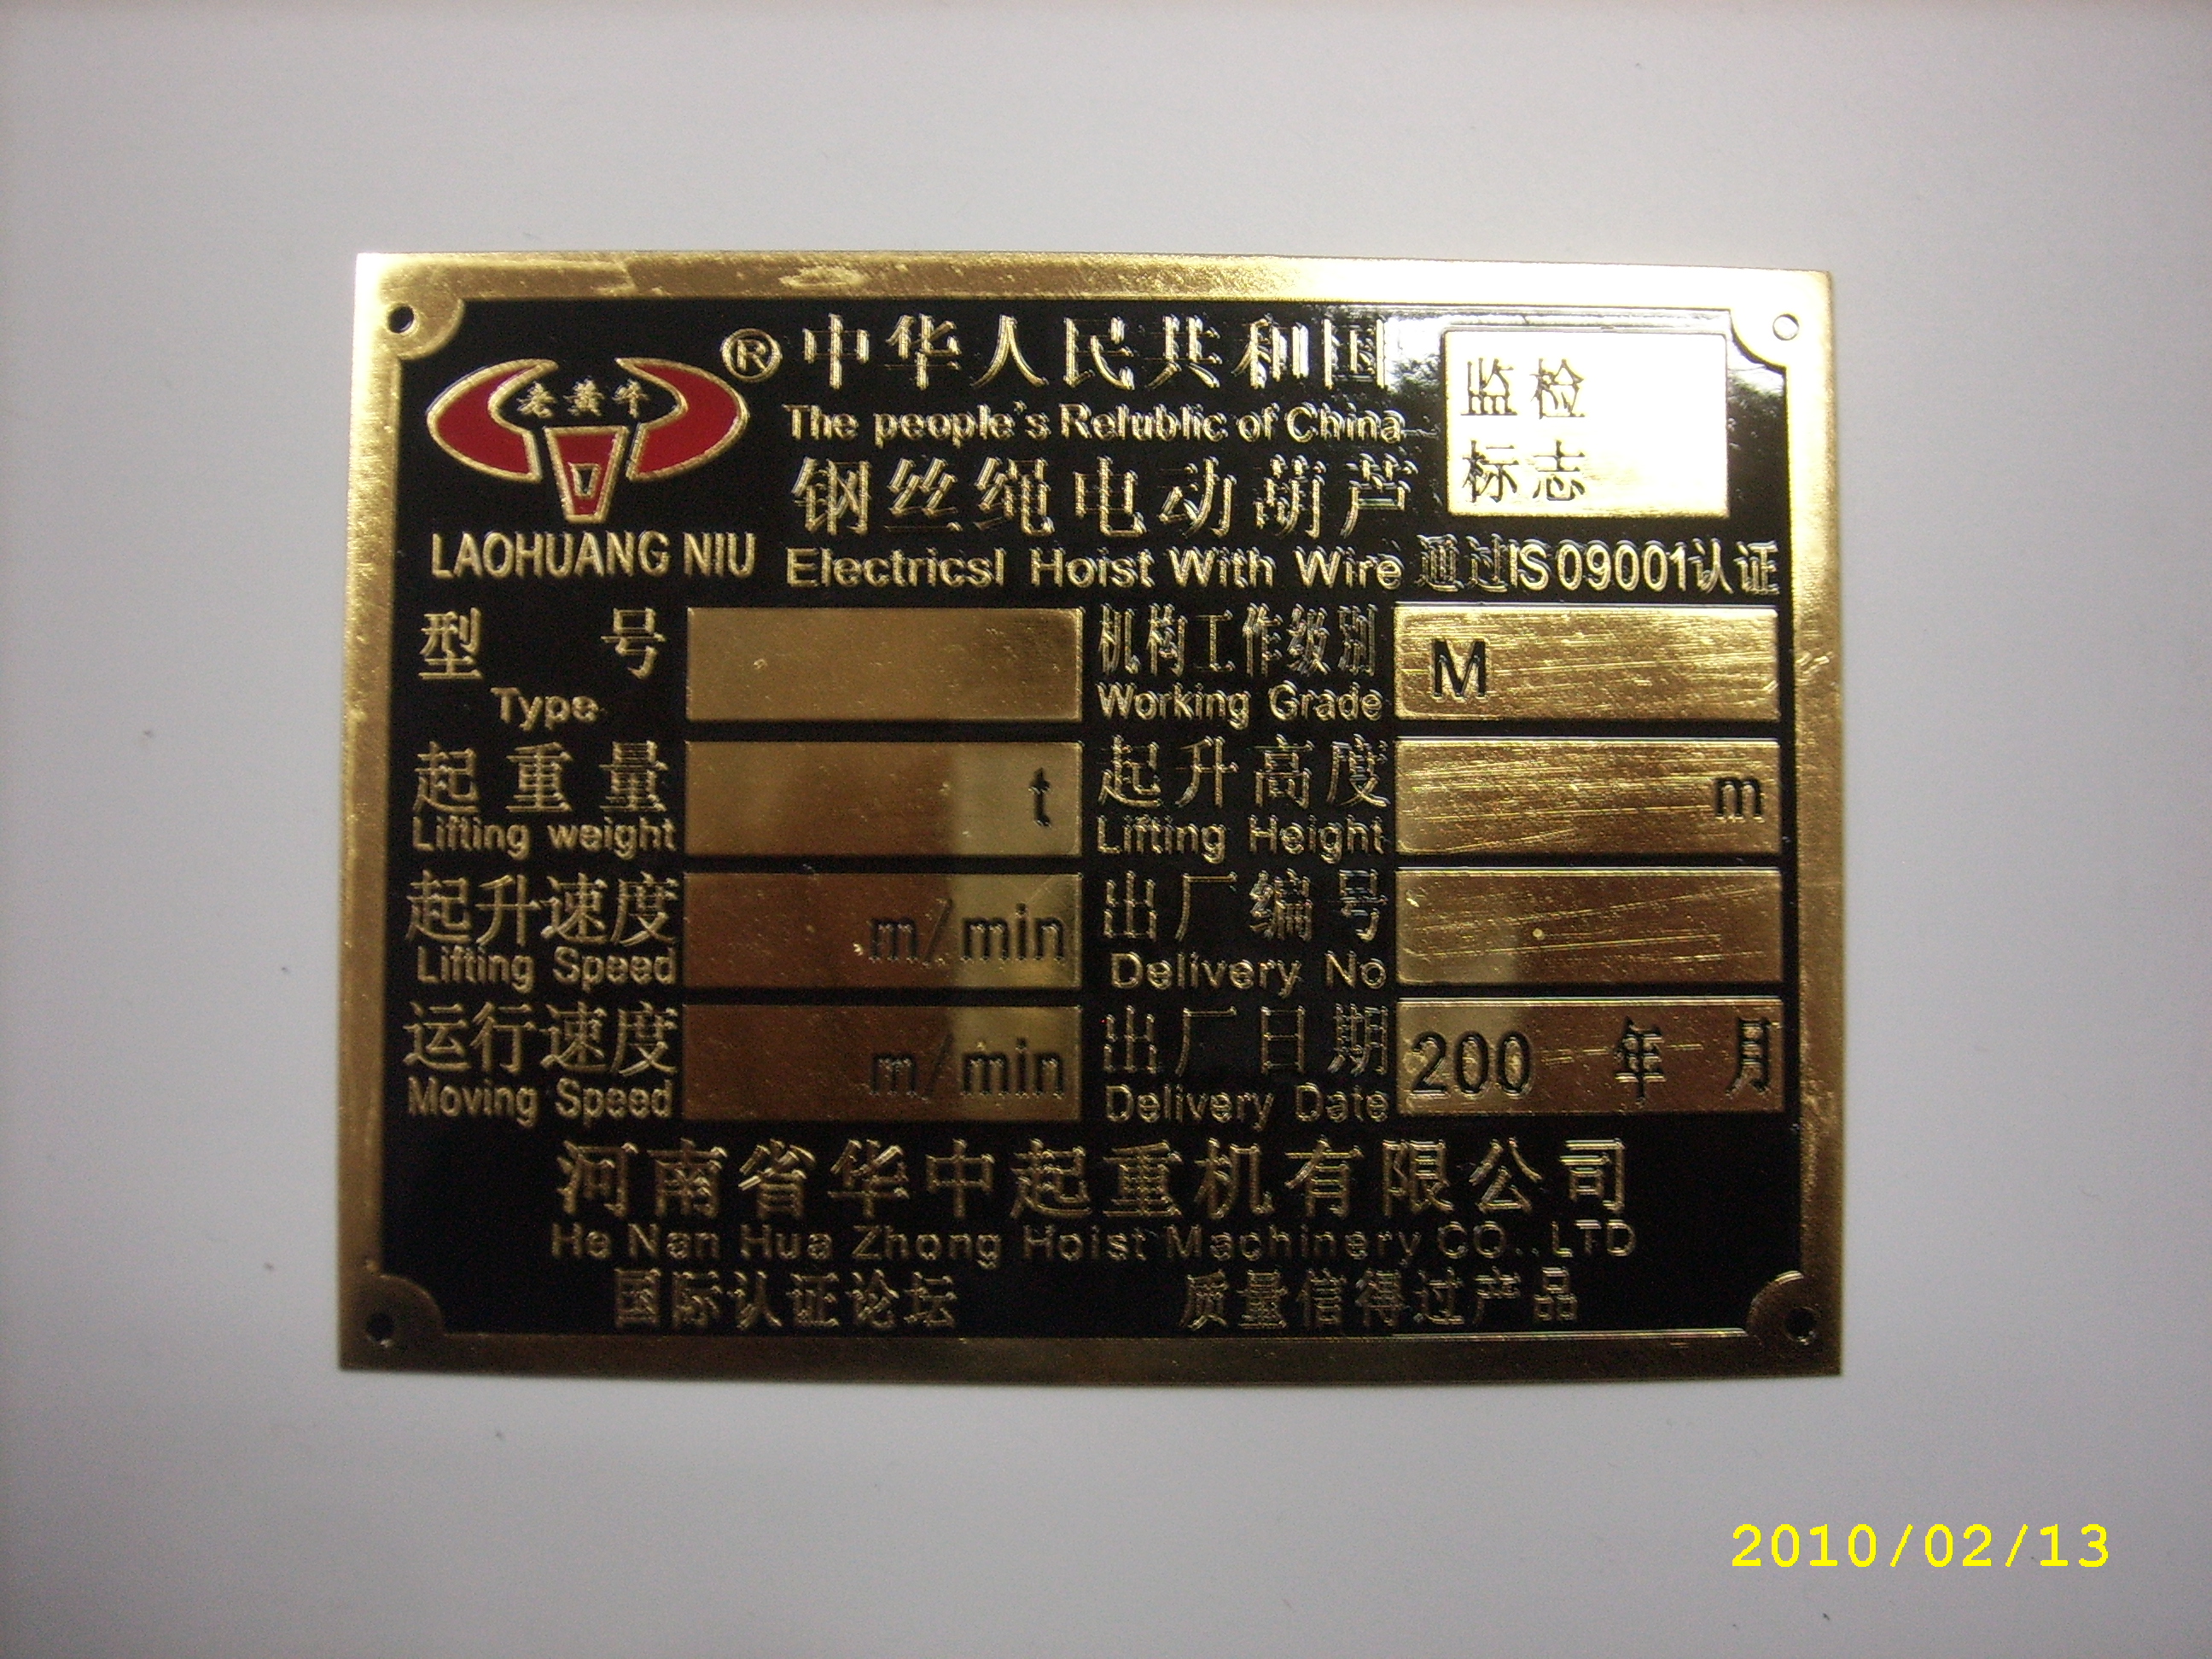 ® 中华人民共和国
老黄牛
The people's Refublic of China
监检
标志
钢丝绳电动葫芦
LAOHUANG NIU
Electricsl Hoist With Wire
通过ISO9001认证
型 号
Type
机构工作级别 M
Working Grade
起重量 t
Lifting weight
起升高度 m
Lifting Height
起升速度 m/min
Lifting Speed
出厂编号
Delivery No
运行速度 m/min
Moving Speed
出厂日期 200 年 月
Delivery Date
河南省华中起重机有限公司
He Nan Hua Zhong Hoist Machinery CO.,LTD
国际认证论坛 质量信得过产品
2010/02/13